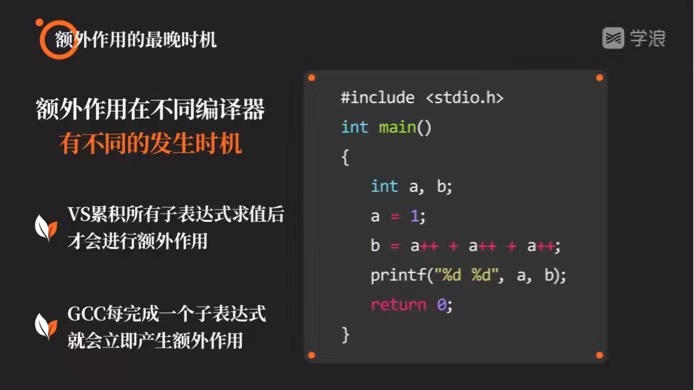 额外作用的最晚时机
学浪
额外作用在不同编译器
有不同的发生时机
VS累积所有子表达式求值后
才会进行额外作用
GCC每完成一个子表达式
就会立即产生额外作用
#include <stdio.h>
int main()
{
int a, b;
a = 1;
b = a++ + a++ + a++;
printf("%d %d", a, b);
return 0;
}